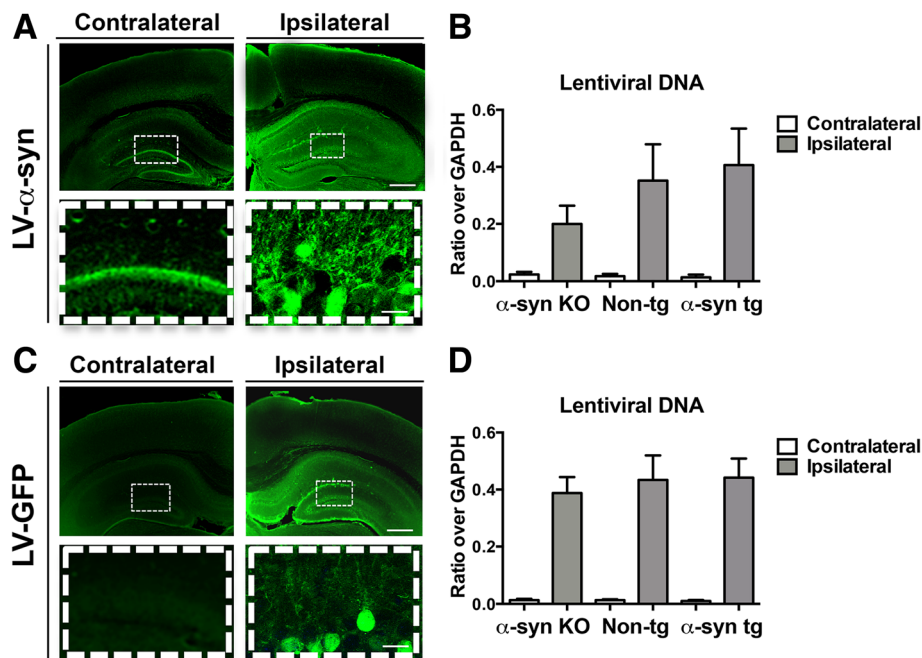 A
Contralateral
Ipsilateral
LV-α-syn
B
Lentiviral DNA
Ratio over GAPDH
0.6
0.4
0.2
0.0
α-syn KO
Non-tg
α-syn tg
Contralateral
Ipsilateral
C
Contralateral
Ipsilateral
LV-GFP
D
Lentiviral DNA
Ratio over GAPDH
0.6
0.4
0.2
0.0
α-syn KO
Non-tg
α-syn tg
Contralateral
Ipsilateral